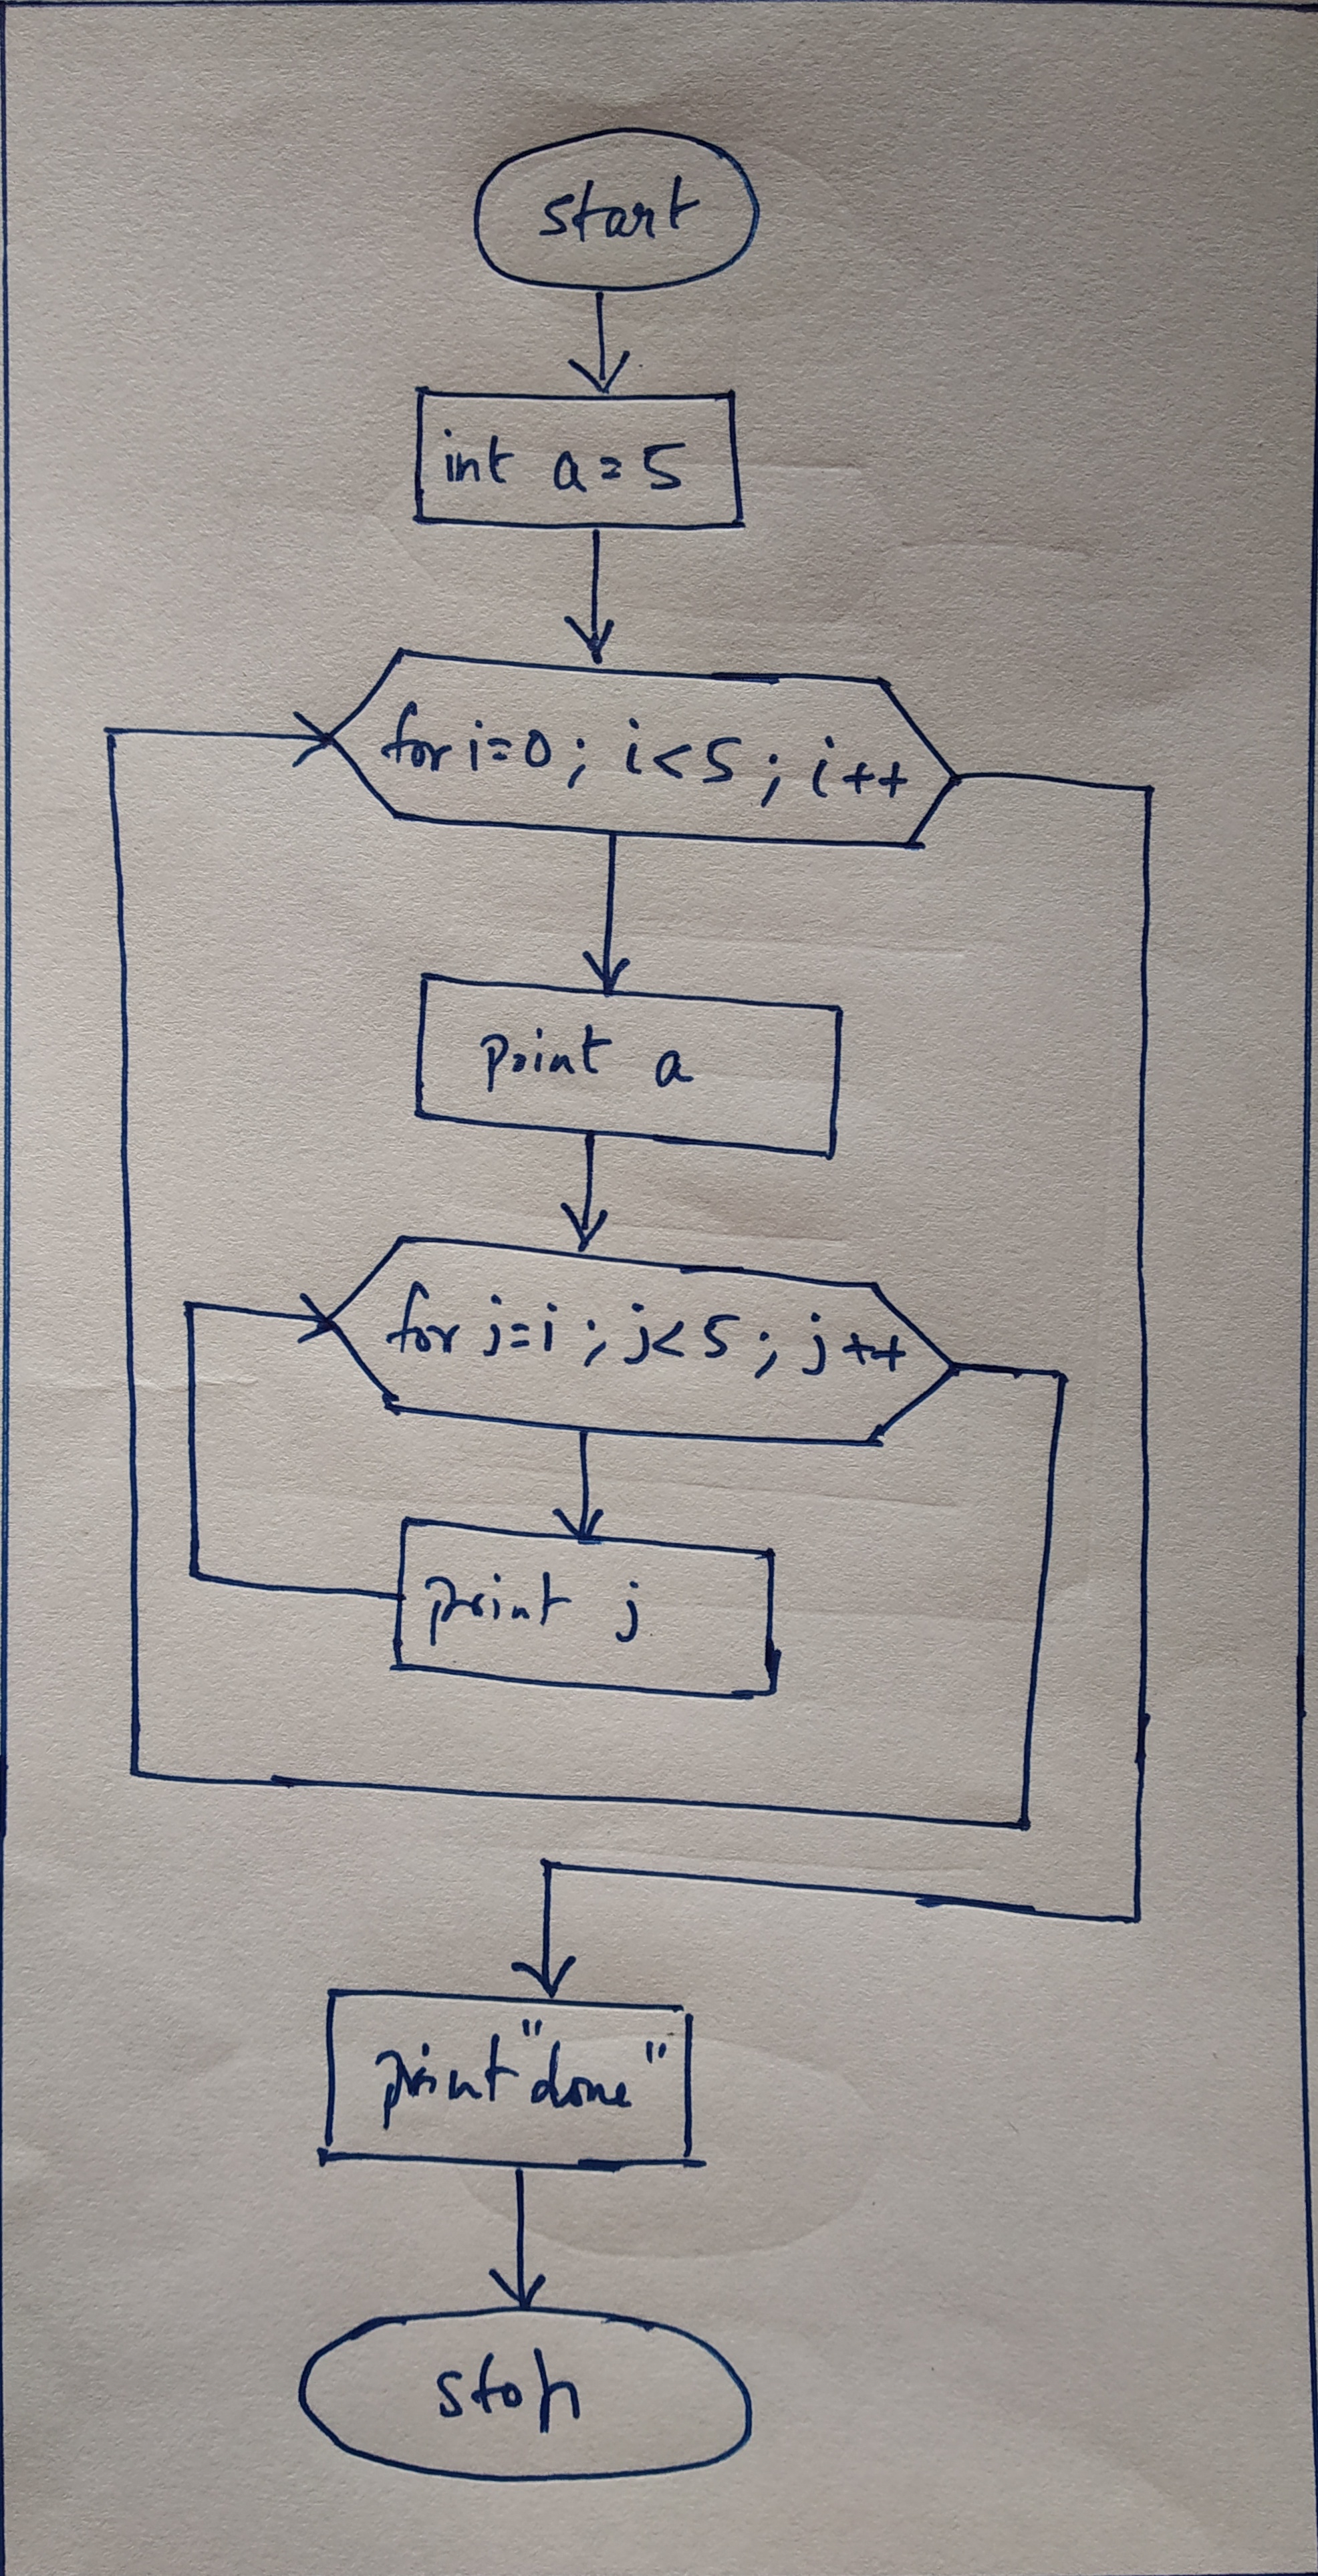 start
int a=5
for i=0; i<5; i++
print a
for j=i; j<5; j++
print j
print "done"
stop